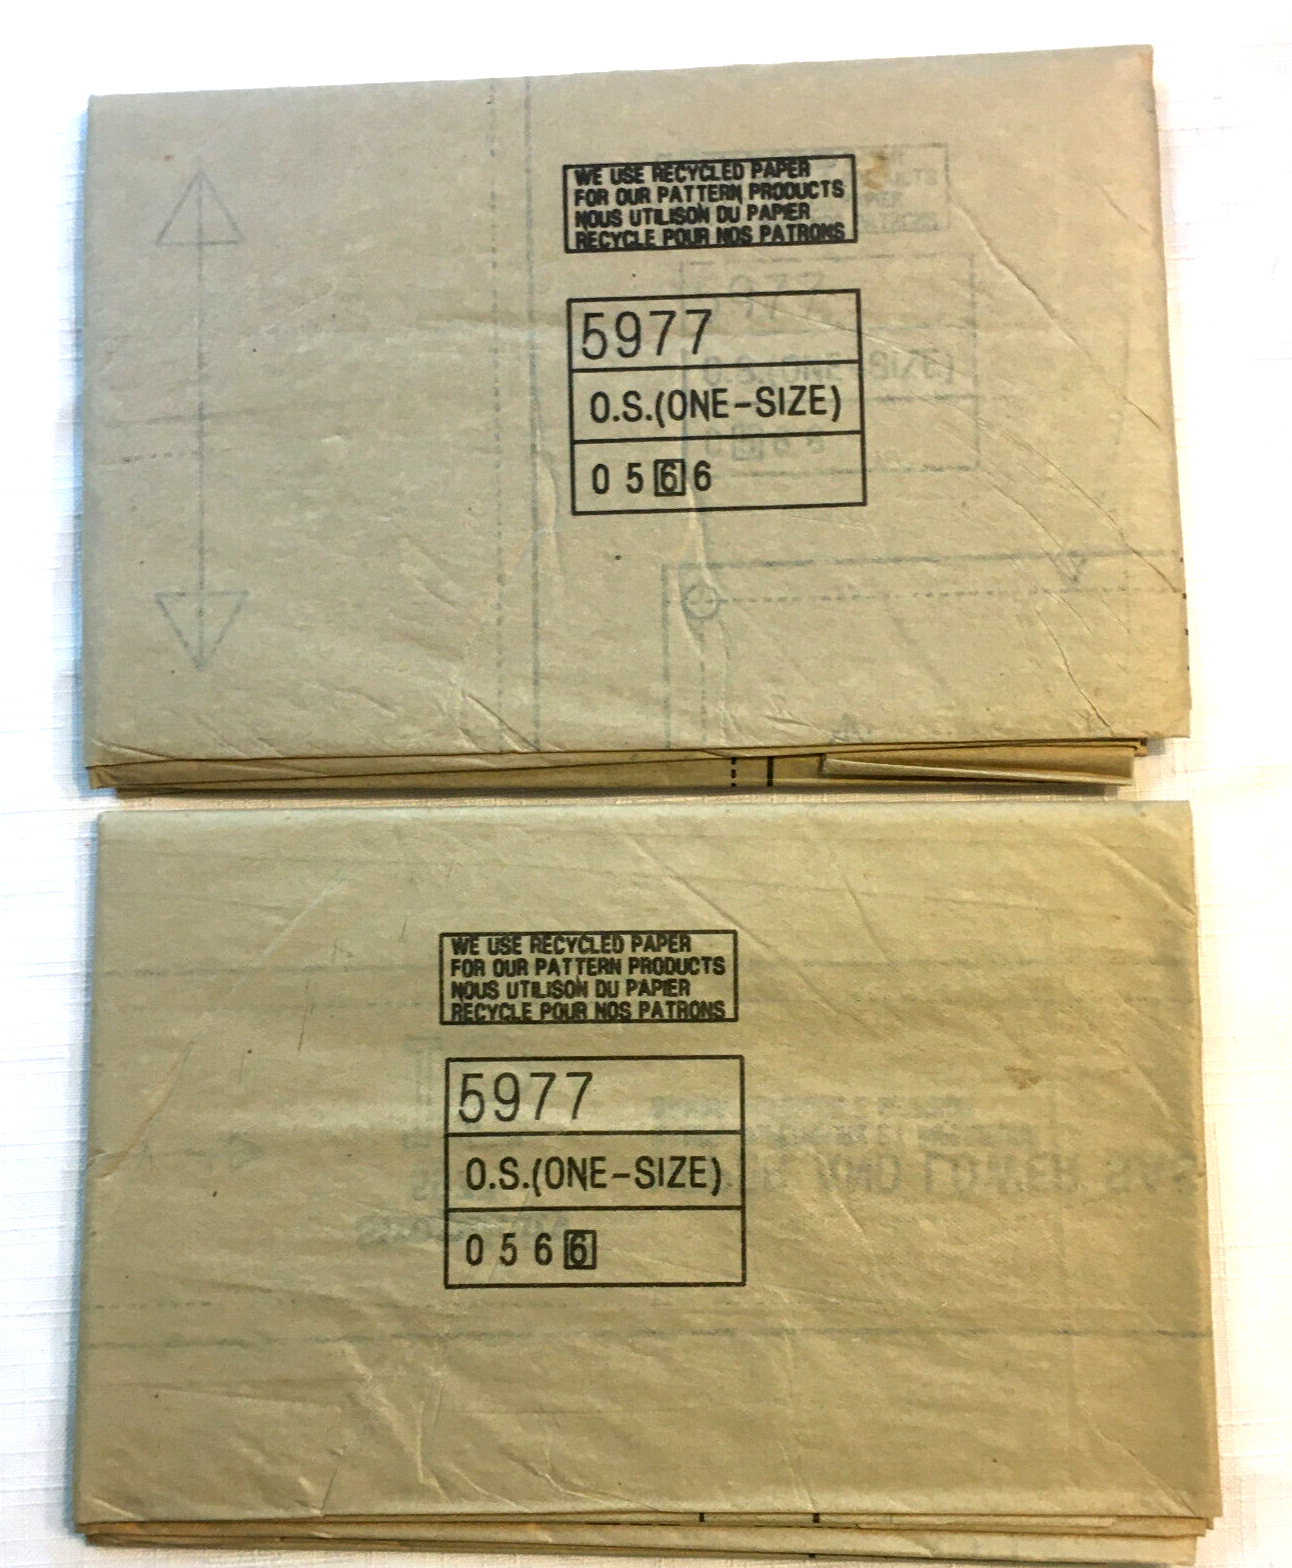 WE USE RECYCLED PAPER
FOR OUR PATTERN PRODUCTS
NOUS UTILISON DU PAPIER
RECYCLE POUR NOS PATRONS
5977
O.S.(ONE-SIZE)
0 5 6 6
WE USE RECYCLED PAPER
FOR OUR PATTERN PRODUCTS
NOUS UTILISON DU PAPIER
RECYCLE POUR NOS PATRONS
5977
O.S.(ONE-SIZE)
0 5 6 6